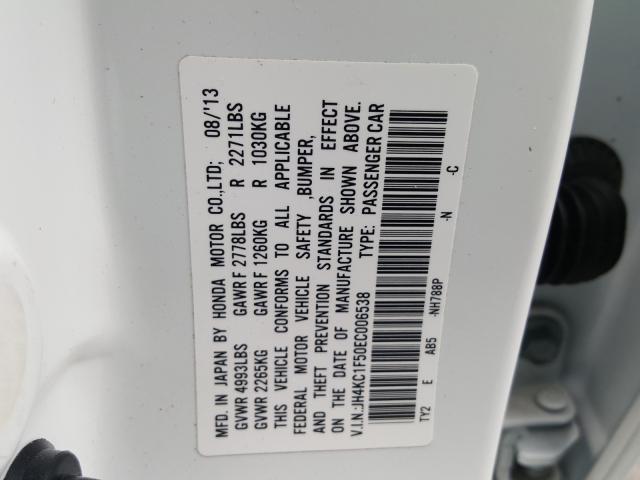 MFD. IN JAPAN BY HONDA MOTOR CO.,LTD; 08/'13
GVWR 4993LBS GAWR F 2778LBS R 2271LBS
GVWR 2265KG GAWR F 1260KG R 1030KG
THIS VEHICLE CONFORMS TO ALL APPLICABLE
FEDERAL MOTOR VEHICLE SAFETY ,BUMPER,
AND THEFT PREVENTION STANDARDS IN EFFECT
ON THE DATE OF MANUFACTURE SHOWN ABOVE.
V.I.N.:JH4KC1F50EC006538 TYPE: PASSENGER CAR
TY2 E AB5 -NH788P -N -C